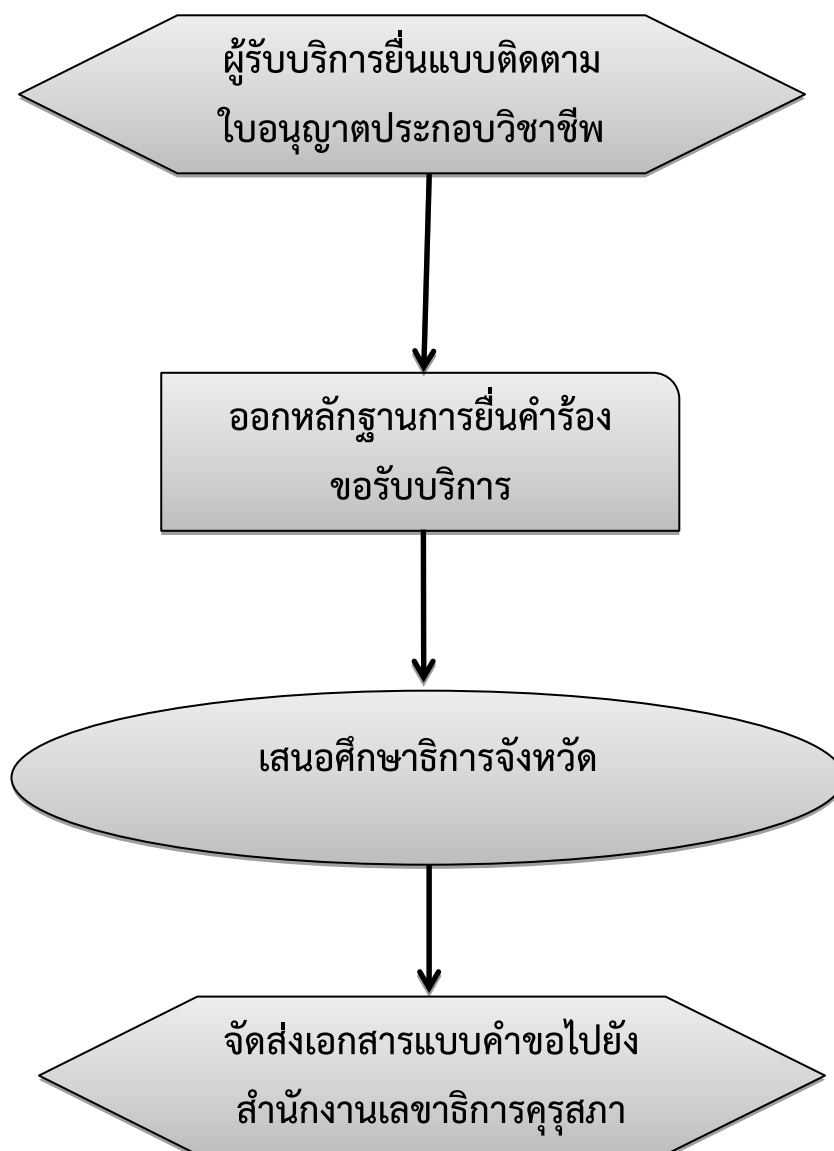 ผู้รับบริการยื่นแบบติดตาม
ใบอนุญาตประกอบวิชาชีพ
ออกหลักฐานการยื่นคำร้อง
ขอรับบริการ
เสนอศึกษาธิการจังหวัด
จัดส่งเอกสารแบบคำขอไปยัง
สำนักงานเลขาธิการคุรุสภา